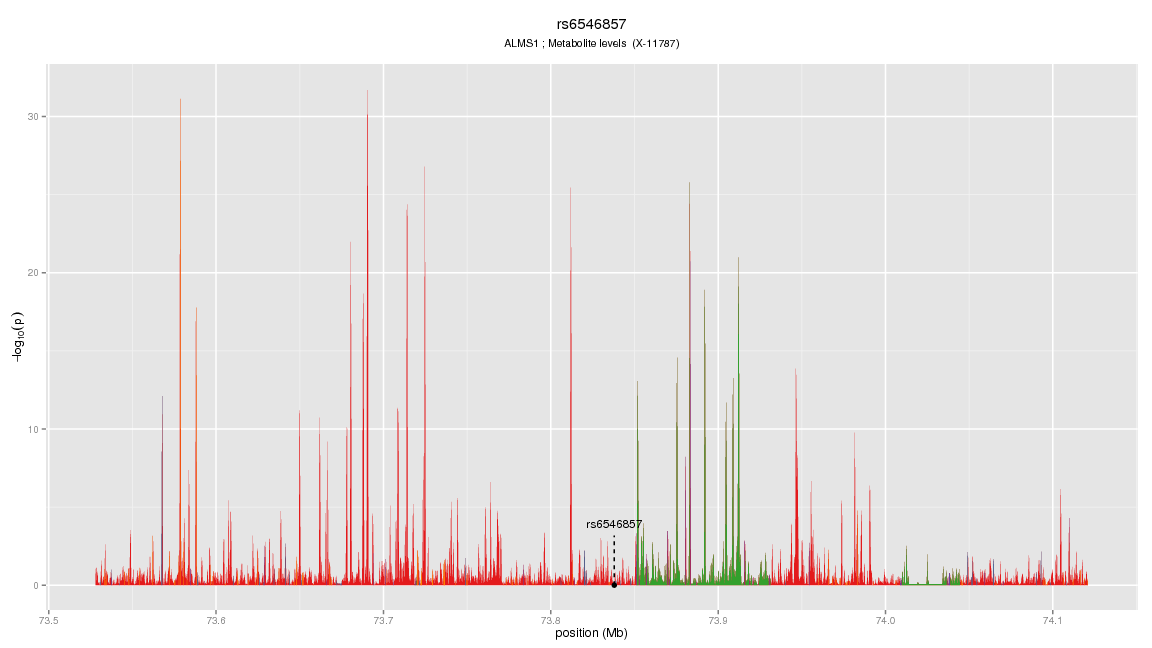 rs6546857
ALMS1 ; Metabolite levels (X-11787)
30
20
10
0
−log10(p)
rs6546857
73.5 73.6 73.7 73.8 73.9 74.0 74.1
position (Mb)